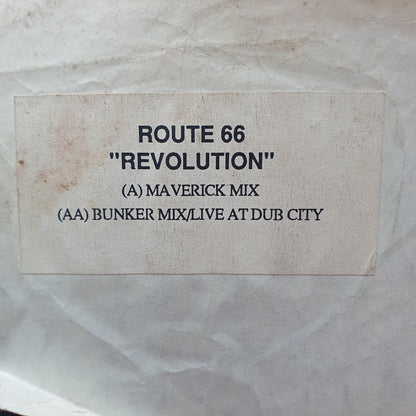 ROUTE 66
"REVOLUTION"
(A) MAVERICK MIX
(AA) BUNKER MIX/LIVE AT DUB CITY